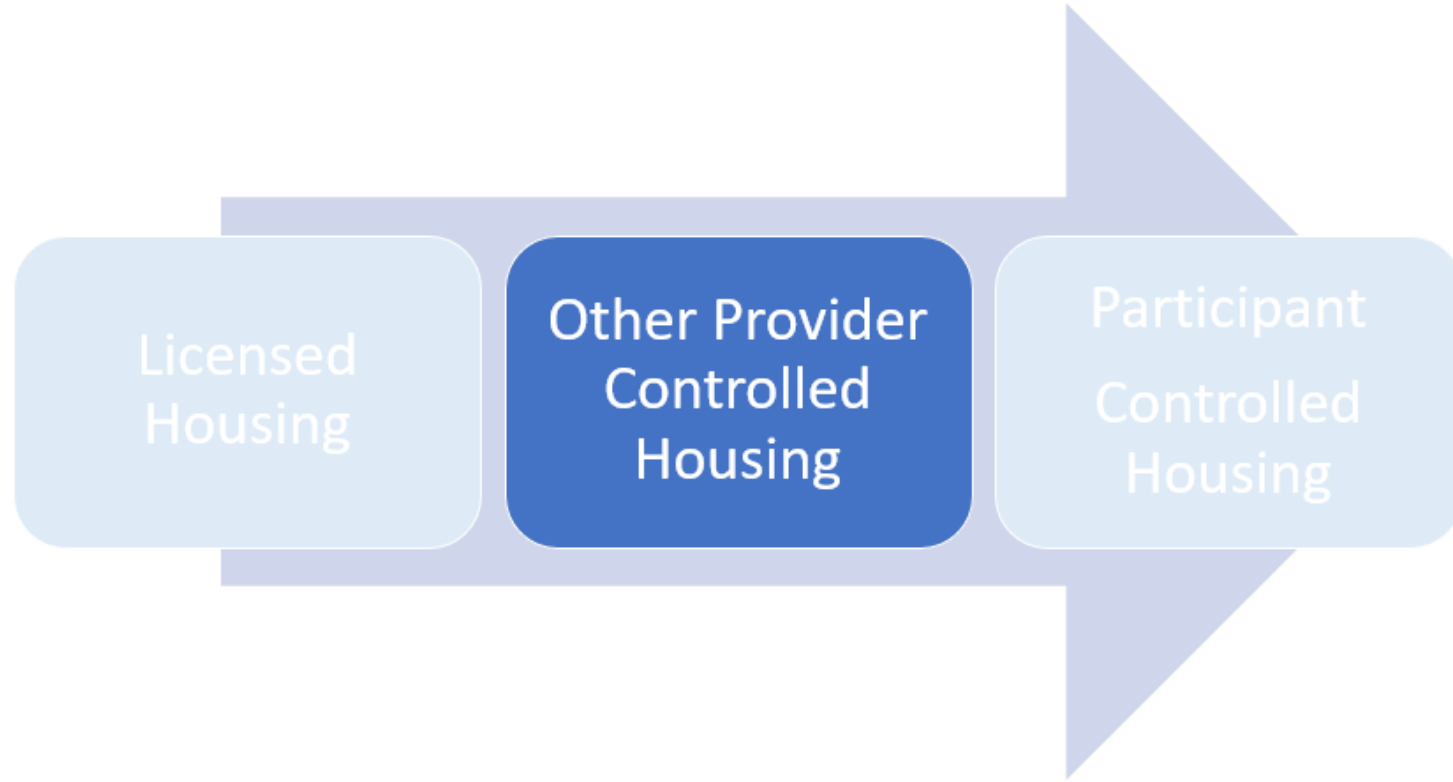 Licensed
Housing
Other Provider
Controlled
Housing
Participant
Controlled
Housing